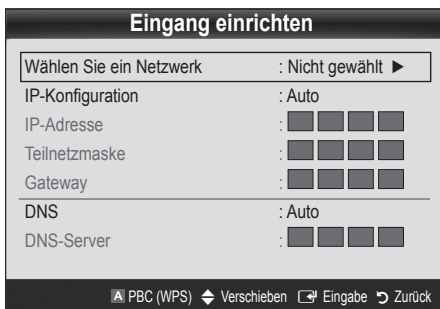 Eingang einrichten
Wählen Sie ein Netzwerk : Nicht gewählt ►
IP-Konfiguration : Auto
IP-Adresse :
Teilnetzmaske :
Gateway :
DNS : Auto
DNS-Server :
A PBC (WPS) Verschieben Eingabe Zurück